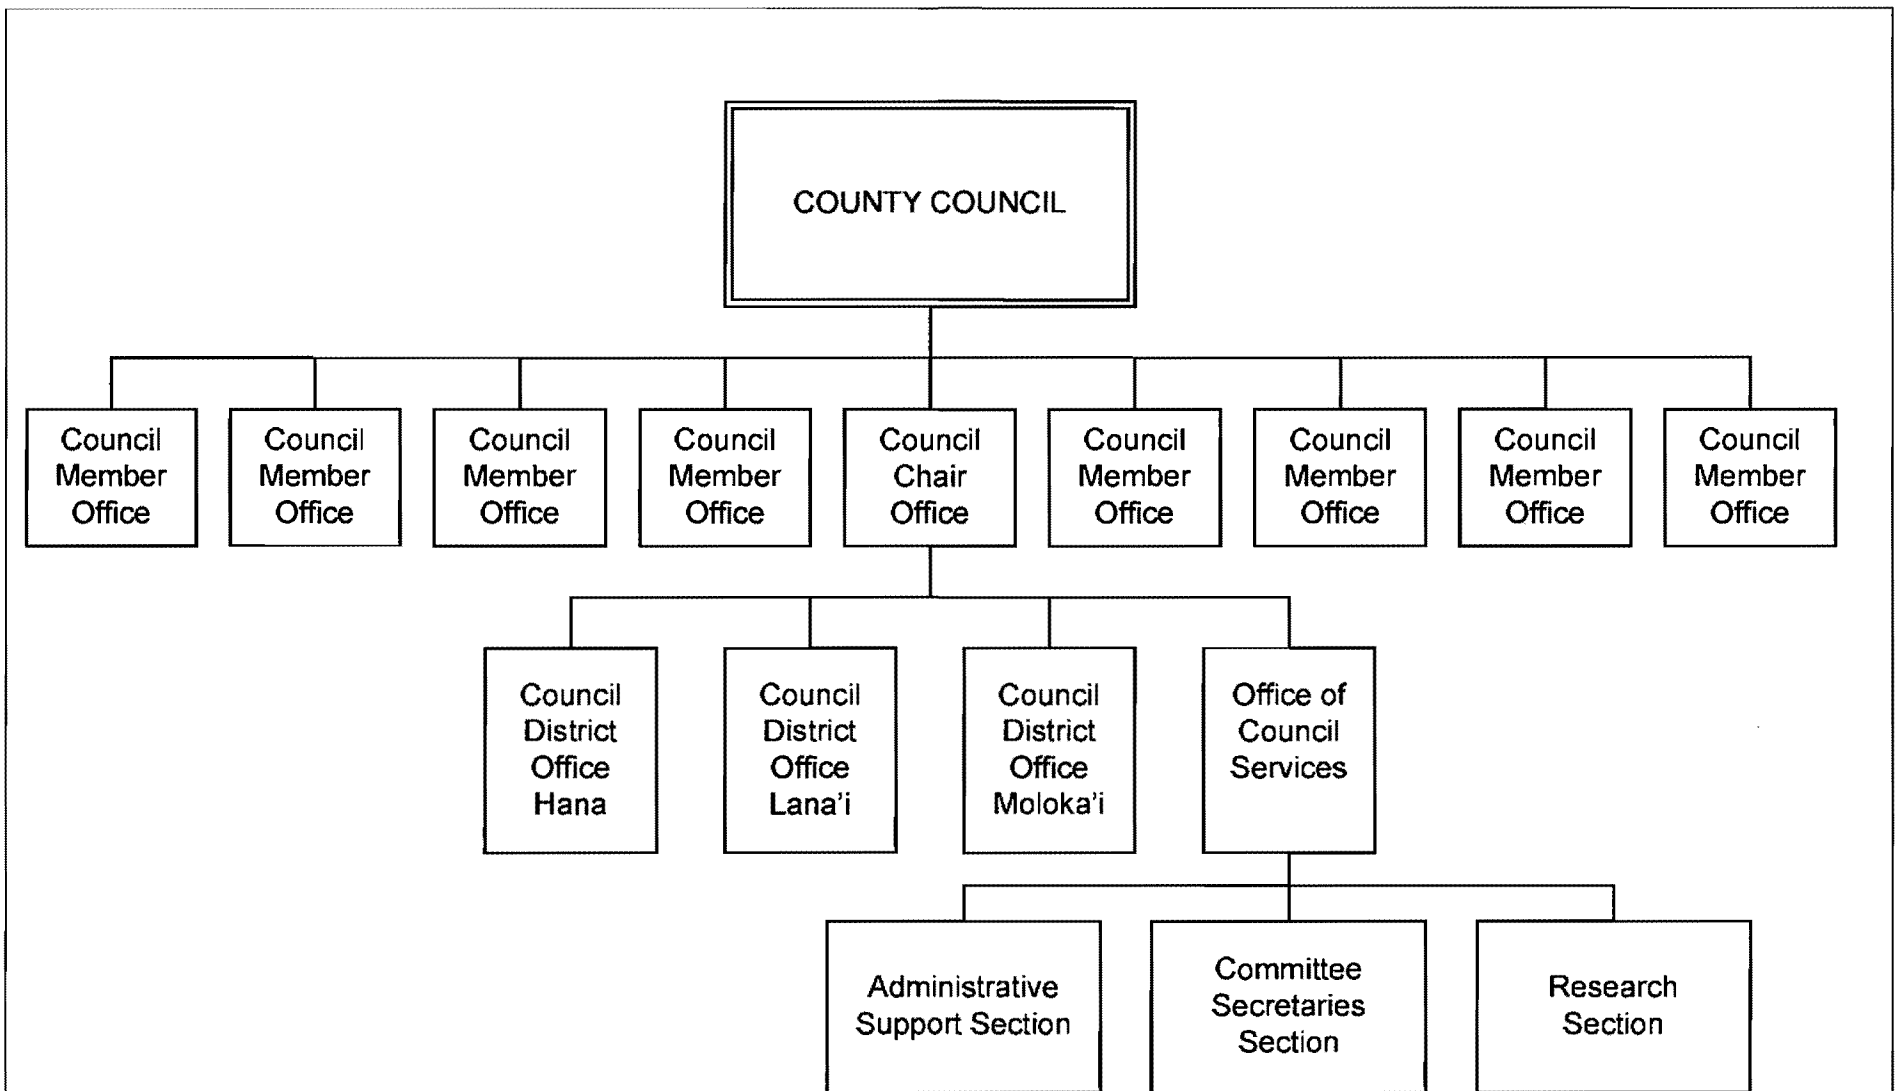 COUNTY COUNCIL
Council
Member
Office
Council
Member
Office
Council
Member
Office
Council
Member
Office
Council
Chair
Office
Council
Member
Office
Council
Member
Office
Council
Member
Office
Council
Member
Office
Council
District
Office
Hana
Council
District
Office
Lana'i
Council
District
Office
Moloka'i
Office of
Council
Services
Administrative
Support Section
Committee
Secretaries
Section
Research
Section